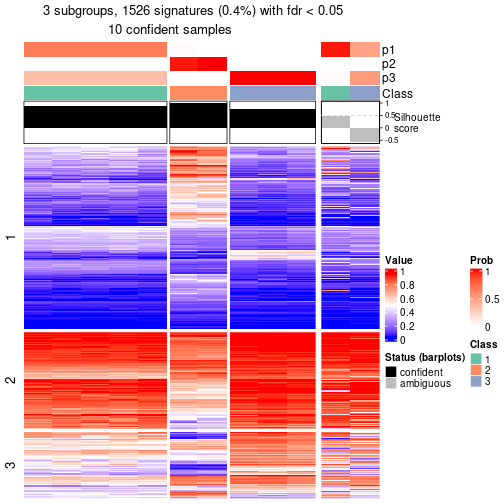 3 subgroups, 1526 signatures (0.4%) with fdr < 0.05
10 confident samples
p1
p2
p3
Class
1
0.5
0
-0.5
Silhouette
score
1
2
3
Value
1
0.8
0.6
0.4
0.2
0
Prob
1
0.5
0
Status (barplots)
confident
ambiguous
Class
1
2
3